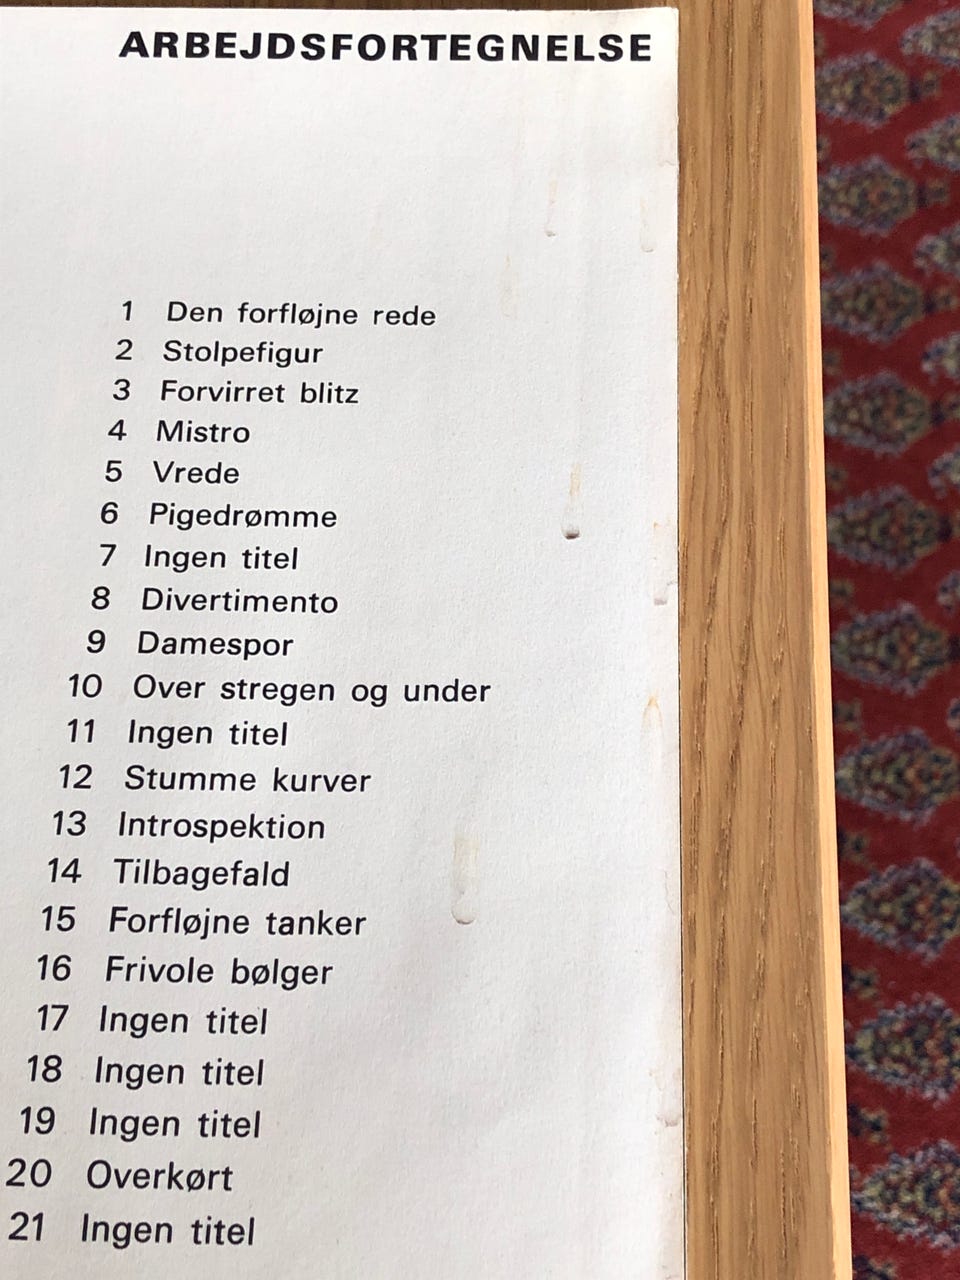 ARBEJDSFORTEGNELSE
1 Den forfløjne rede
2 Stolpefigur
3 Forvirret blitz
4 Mistro
5 Vrede
6 Pigedrømme
7 Ingen titel
8 Divertimento
9 Damespor
10 Over stregen og under
11 Ingen titel
12 Stumme kurver
13 Introspektion
14 Tilbagefald
15 Forfløjne tanker
16 Frivole bølger
17 Ingen titel
18 Ingen titel
19 Ingen titel
20 Overkørt
21 Ingen titel